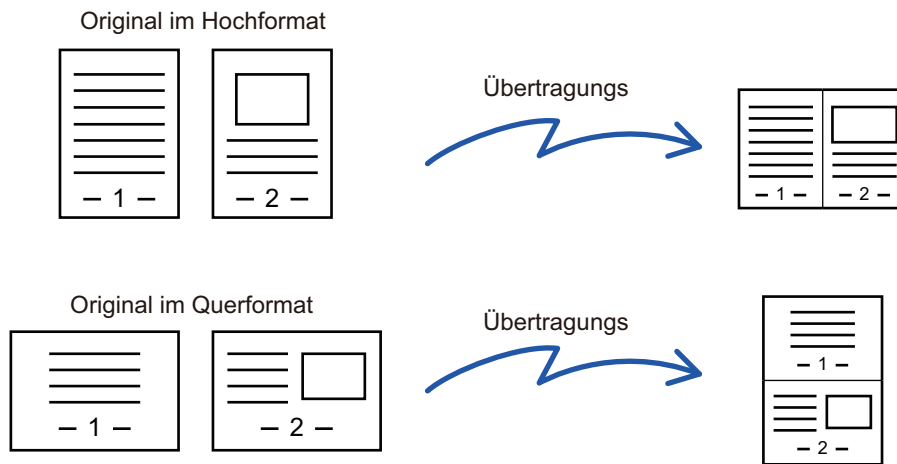 Original im Hochformat
Übertragungs
– 1 –
– 2 –
– 1 –
– 2 –
Original im Querformat
Übertragungs
– 1 –
– 2 –
– 1 –
– 2 –